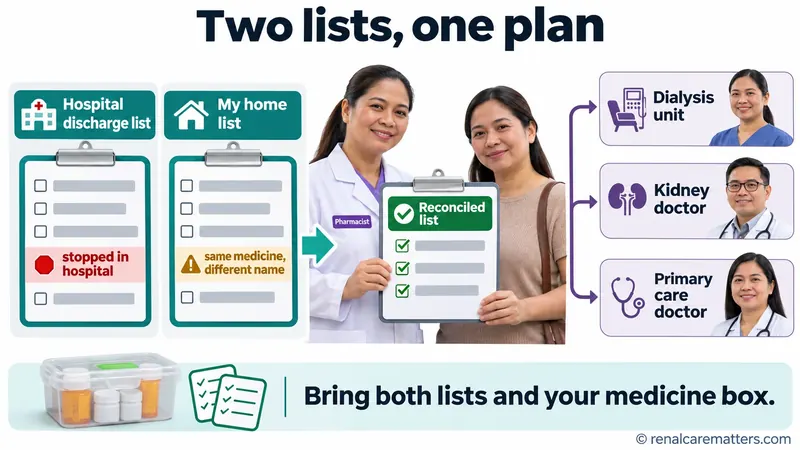 Two lists, one plan
Hospital
discharge list
stopped in
hospital
My home
list
same medicine,
different name
Pharmacist
Reconciled
list
Dialysis
unit
Kidney
doctor
Primary
care
doctor
Bring both lists and your medicine box.
© renalcarematters.com